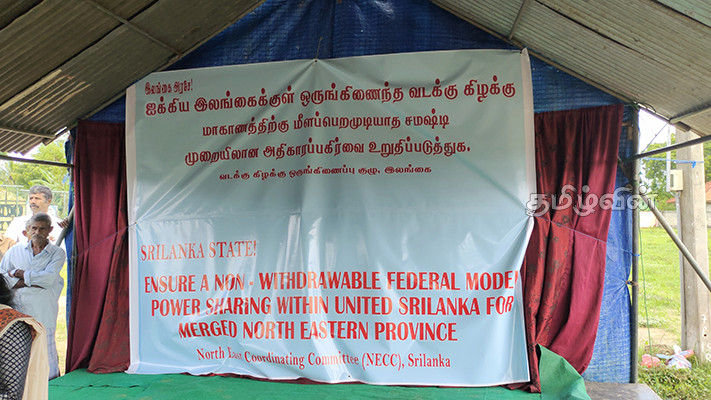 இலங்கை அரசே!
ஐக்கிய இலங்கைக்குள் ஒருங்கிணைந்த வடக்கு கிழக்கு
மாகாணத்திற்கு மீளப்பெறமுடியாத சமஷ்டி
முறையிலான அதிகாரப்பகிர்வை உறுதிப்படுத்துக.
வடக்கு கிழக்கு ஒருங்கிணைப்பு குழு, இலங்கை
தமிழ்வின்
SRILANKA STATE!
ENSURE A NON - WITHDRAWABLE FEDERAL MODEL
POWER SHARING WITHIN UNITED SRILANKA FOR
MERGED NORTH EASTERN PROVINCE
North East Coordinating Committee (NECC), Srilanka